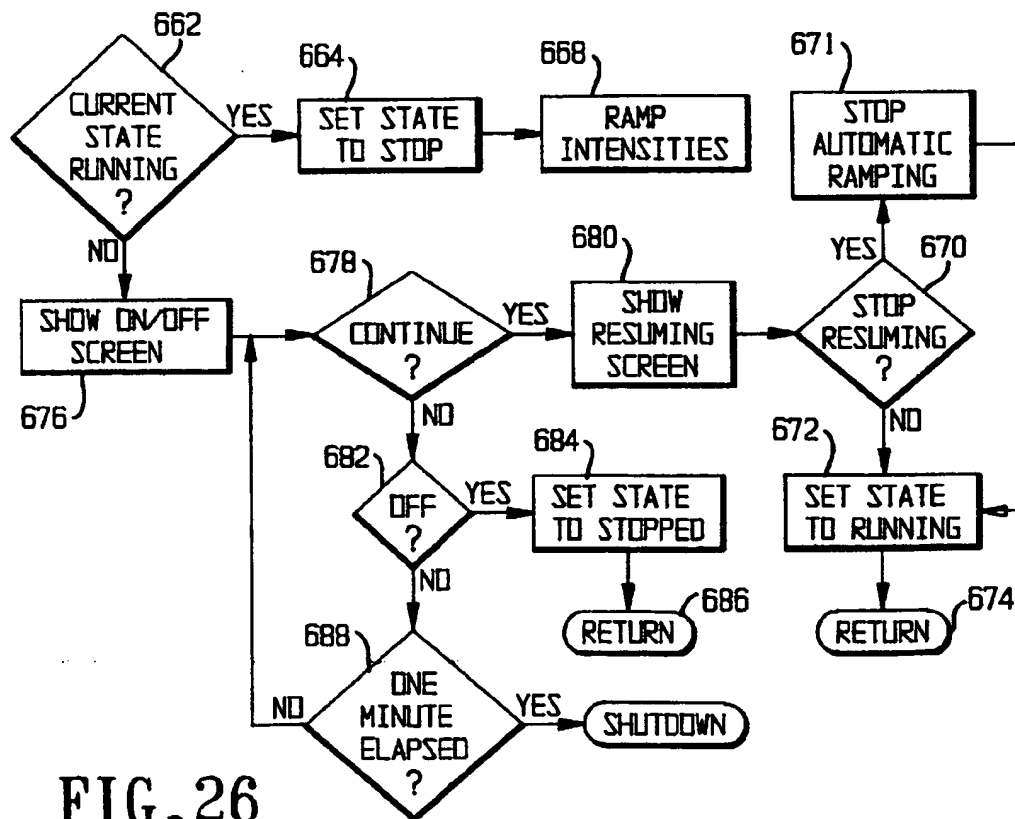 662
CURRENT
STATE
RUNNING
?
YES
NO
664
SET STATE
TO STOP
668
RAMP
INTENSITIES
671
STOP
AUTOMATIC
RAMPING
YES
670
STOP
RESUMING
?
NO
SHOW ON/OFF
SCREEN
676
678
CONTINUE
?
YES
NO
680
SHOW
RESUMING
SCREEN
672
SET STATE
TO RUNNING
RETURN
674
682
OFF
?
YES
NO
684
SET STATE
TO STOPPED
RETURN
686
688
ONE
MINUTE
ELAPSED
?
NO
YES
SHUTDOWN
FIG.26